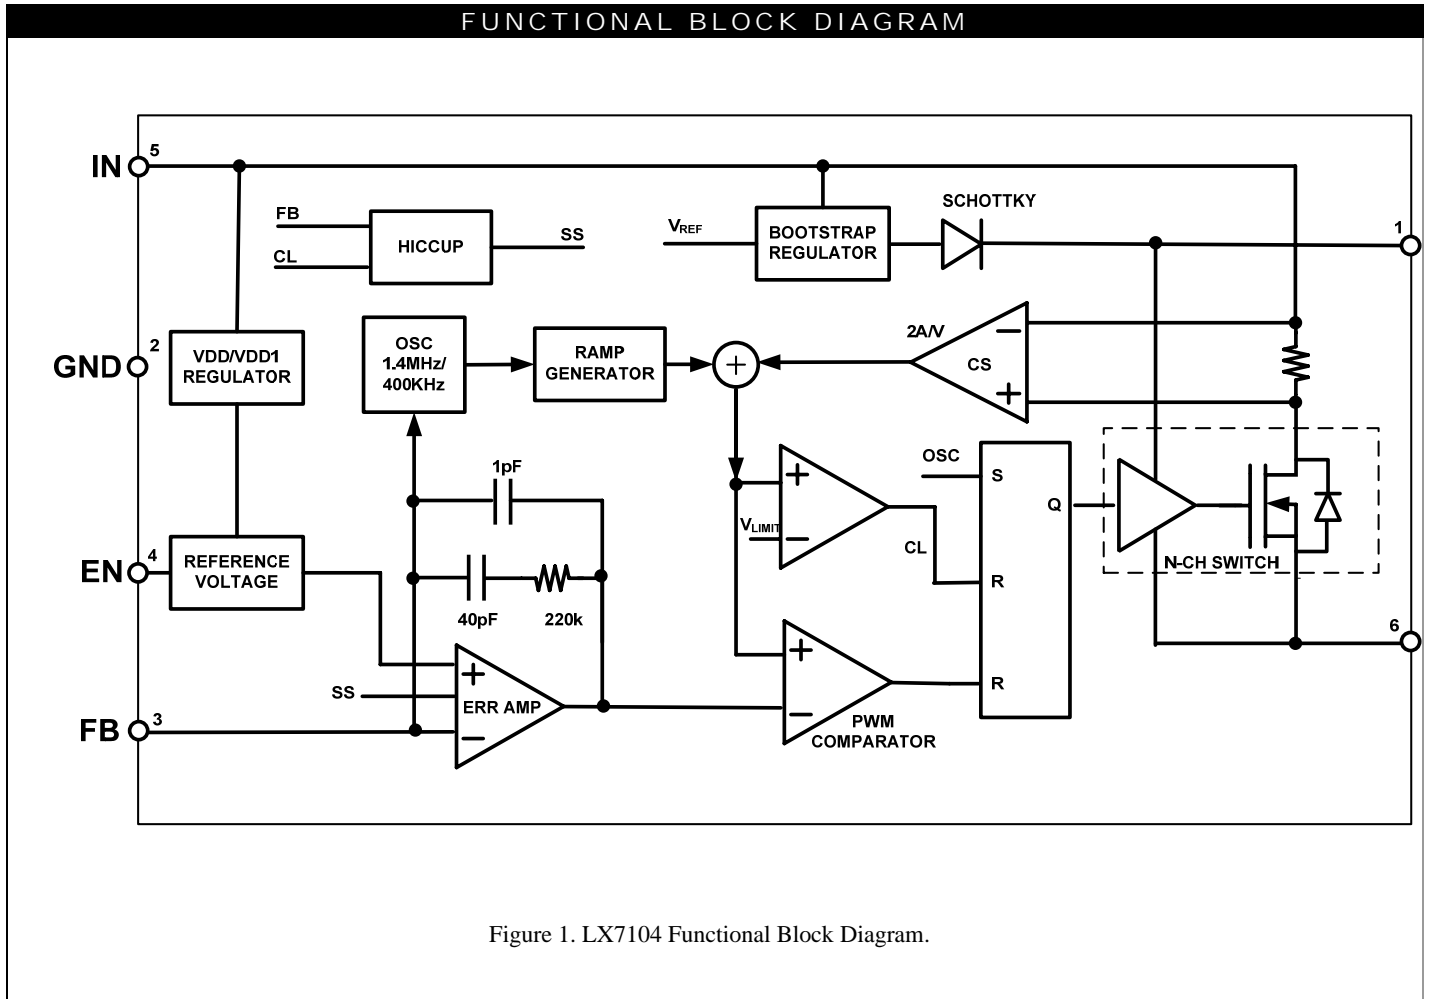 FUNCTIONAL BLOCK DIAGRAM
IN
5
FB
CL
HICCUP
SS
VREF
BOOTSTRAP
REGULATOR
SCHOTTKY
1
GND
2
VDD/VDD1
REGULATOR
OSC
1.4MHz/
400KHz
RAMP
GENERATOR
+
2A/V
−
CS
+
EN
4
REFERENCE
VOLTAGE
1pF
40pF
220k
+
VLIMIT
−
CL
OSC
S
Q
R
R
N-CH SWITCH
6
FB
3
SS
+
ERR AMP
−
+
−
PWM
COMPARATOR
Figure 1. LX7104 Functional Block Diagram.